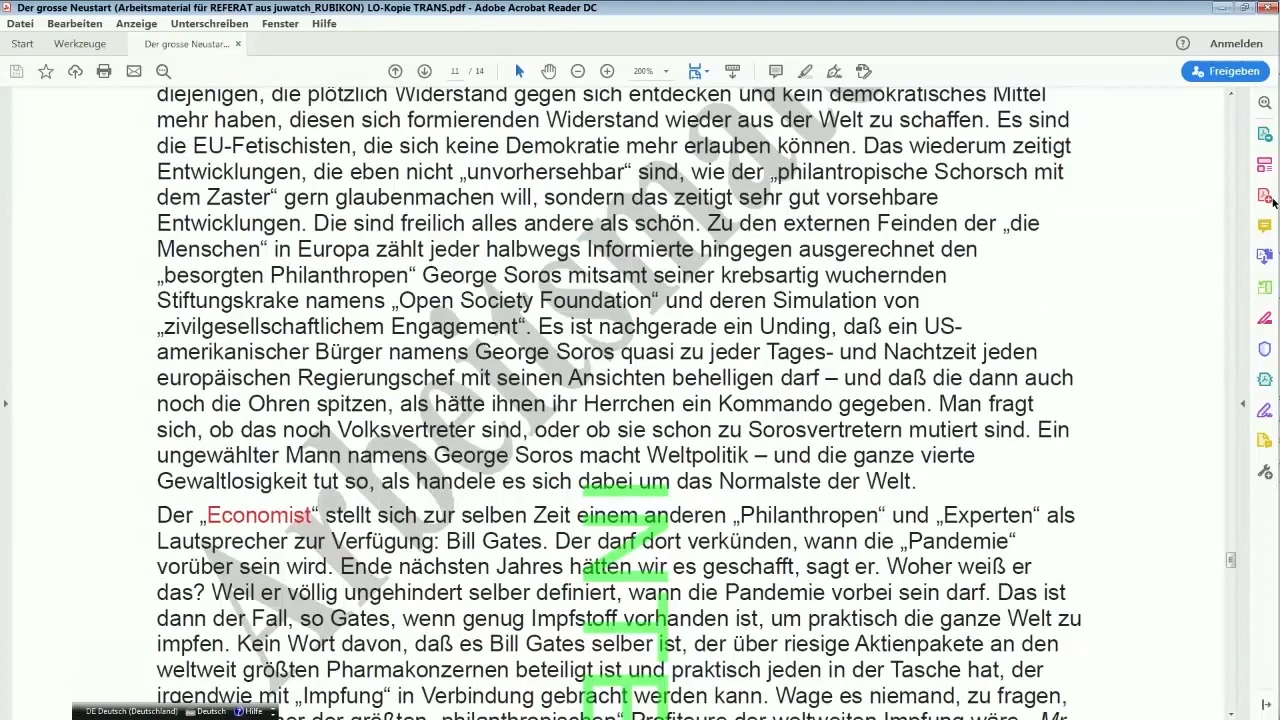 Der grosse Neustart (Arbeitsmaterial für REFERAT aus juwatch_RUBIKON) LO-Kopie TRANS.pdf - Adobe Acrobat Reader DC
Datei Bearbeiten Anzeige Unterschreiben Fenster Hilfe
Start Werkzeuge Der grosse Neustar... × Anmelden
11 / 14 200% Freigeben
diejenigen, die plötzlich Widerstand gegen sich entdecken und kein demokratisches Mittel
mehr haben, diesen sich formierenden Widerstand wieder aus der Welt zu schaffen. Es sind
die EU-Fetischisten, die sich keine Demokratie mehr erlauben können. Das wiederum zeitigt
Entwicklungen, die eben nicht „unvorhersehbar“ sind, wie der „philantropische Schorsch mit
dem Zaster“ gern glaubenmachen will, sondern das zeitigt sehr gut vorsehbare
Entwicklungen. Die sind freilich alles andere als schön. Zu den externen Feinden der „die
Menschen“ in Europa zählt jeder halbwegs Informierte hingegen ausgerechnet den
„besorgten Philanthropen“ George Soros mitsamt seiner krebsartig wuchernden
Stiftungskrake namens „Open Society Foundation“ und deren Simulation von
„zivilgesellschaftlichem Engagement“. Es ist nachgerade ein Unding, daß ein US-
amerikanischer Bürger namens George Soros quasi zu jeder Tages- und Nachtzeit jeden
europäischen Regierungschef mit seinen Ansichten behelligen darf – und daß die dann auch
noch die Ohren spitzen, als hätte ihnen ihr Herrchen ein Kommando gegeben. Man fragt
sich, ob das noch Volksvertreter sind, oder ob sie schon zu Sorosvertretern mutiert sind. Ein
ungewählter Mann namens George Soros macht Weltpolitik – und die ganze vierte
Gewaltlosigkeit tut so, als handele es sich dabei um das Normalste der Welt.
Der „Economist“ stellt sich zur selben Zeit einem anderen „Philanthropen“ und „Experten“ als
Lautsprecher zur Verfügung: Bill Gates. Der darf dort verkünden, wann die „Pandemie“
vorüber sein wird. Ende nächsten Jahres hätten wir es geschafft, sagt er. Woher weiß er
das? Weil er völlig ungehindert selber definiert, wann die Pandemie vorbei sein darf. Das ist
dann der Fall, so Gates, wenn genug Impfstoff vorhanden ist, um praktisch die ganze Welt zu
impfen. Kein Wort davon, daß es Bill Gates selber ist, der über riesige Aktienpakete an den
weltweit größten Pharmakonzernen beteiligt ist und praktisch jeden in der Tasche hat, der
irgendwie mit „Impfung“ in Verbindung gebracht werden kann. Wage es niemand, zu fragen,
der größten „philanthropischen“ Profiteure der weltweiten Impfung wäre. „Mr
Arbeitsmat
INTE
DE Deutsch (Deutschland) Deutsch Hilfe